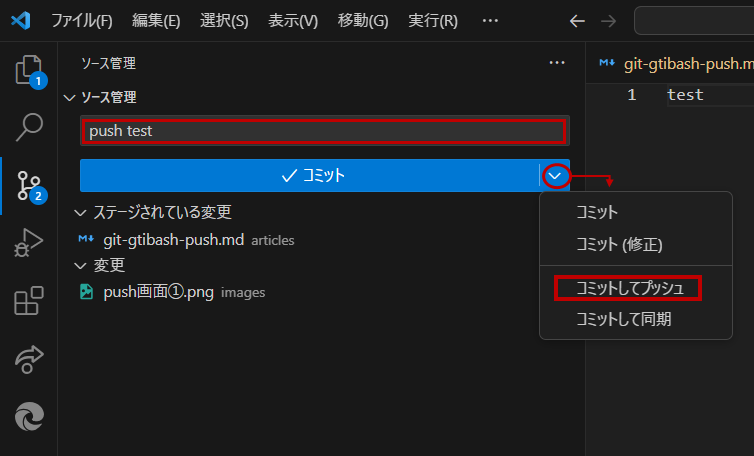 ファイル(F) 編集(E) 選択(S) 表示(V) 移動(G) 実行(R) …
ソース管理 …
ソース管理
push test
コミット
ステージされている変更
git-gtibash-push.md articles
変更
push画面①.png images
コミット
コミット (修正)
コミットしてプッシュ
コミットして同期
git-gtibash-push.m
1 test
1
2